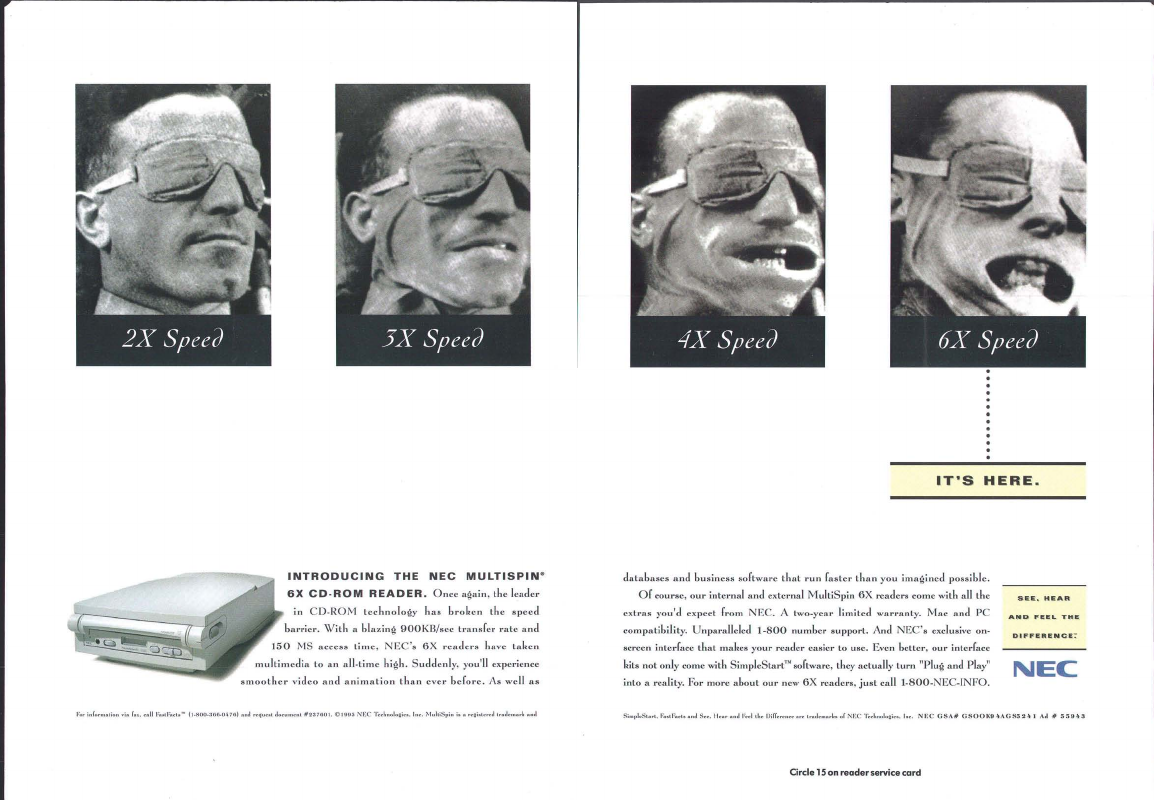 2X Speed
3X Speed
4X Speed
6X Speed
IT'S HERE.
INTRODUCING THE NEC MULTISPIN®
6X CD-ROM READER. Once again, the leader
in CD-ROM technology has broken the speed
barrier. With a blazing 900KB/sec transfer rate and
150 MS access time, NEC's 6X readers have taken
multimedia to an all-time high. Suddenly, you'll experience
smoother video and animation than ever before. As well as
databases and business software that run faster than you imagined possible.
Of course, our internal and external MultiSpin 6X readers come with all the
extras you'd expect from NEC. A two-year limited warranty. Mac and PC
compatibility. Unparalleled 1-800 number support. And NEC's exclusive on-
screen interface that makes your reader easier to use. Even better, our interface
kits not only come with SimpleStart™ software, they actually turn "Plug and Play"
into a reality. For more about our new 6X readers, just call 1-800-NEC-INFO.
SEE, HEAR
AND FEEL THE
DIFFERENCE.™
NEC
For information via fax, call FastFacts™ (1-800-366-0476) and request document #237601. ©1995 NEC Technologies, Inc. MultiSpin is a registered trademark and
SimpleStart, FastFacts and See, Hear and Feel the Difference are trademarks of NEC Technologies, Inc. NEC GSA# GSOOK94AGS5241 Ad # 55943
Circle 15 on reader service card